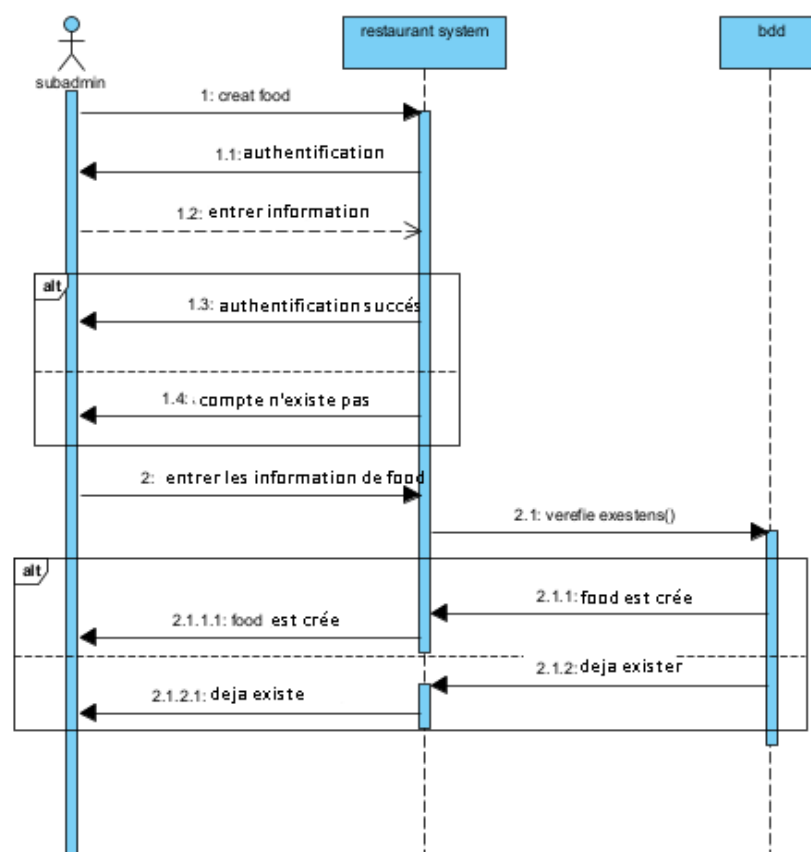 restaurant system
bdd
subadmin
1: creat food
1.1: authentification
1.2: entrer information
alt
1.3: authentification succés
1.4: compte n'existe pas
2: entrer les information de food
2.1: verefie exestens()
alt
2.1.1: food est crée
2.1.1.1: food est crée
2.1.2: deja exister
2.1.2.1: deja existe